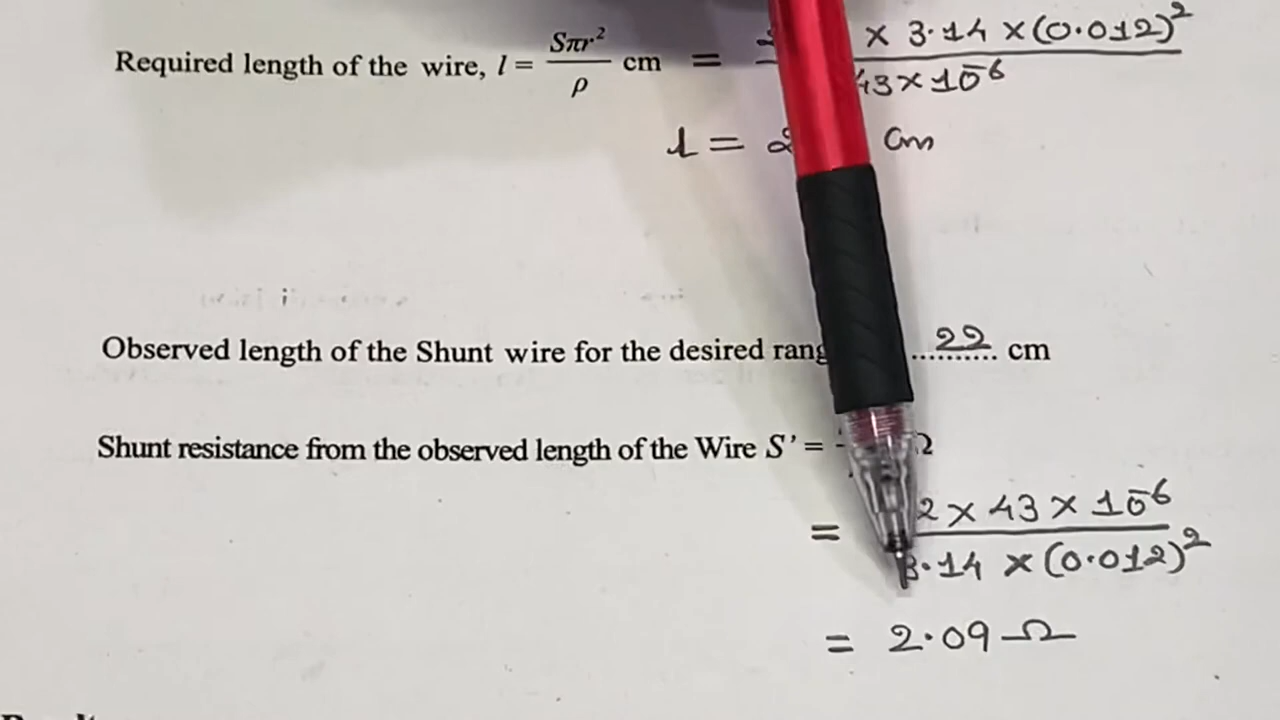 Required length of the wire, l = Sπr² / ρ cm = × 3.14 × (0.012)² / 43 × 10⁻⁶
l = 2 cm
Observed length of the Shunt wire for the desired rang ..........22.......... cm
Shunt resistance from the observed length of the Wire S' = Ω
= 2 × 43 × 10⁻⁶ / 3.14 × (0.012)²
= 2.09 Ω